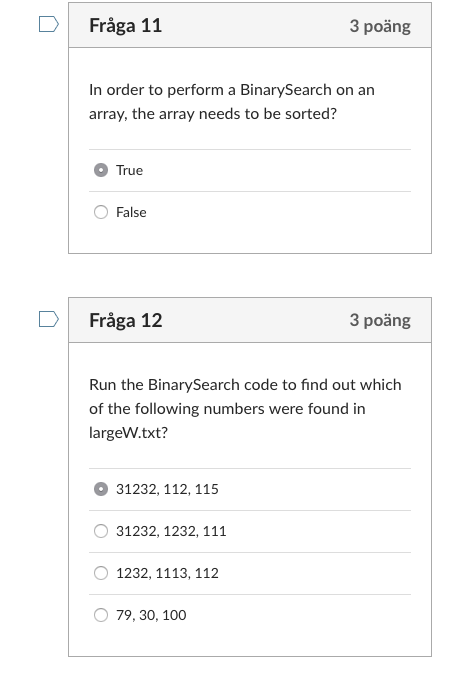 Fråga 11
3 poäng
In order to perform a BinarySearch on an
array, the array needs to be sorted?
True
False
Fråga 12
3 poäng
Run the BinarySearch code to find out which
of the following numbers were found in
largeW.txt?
31232, 112, 115
31232, 1232, 111
1232, 1113, 112
79, 30, 100